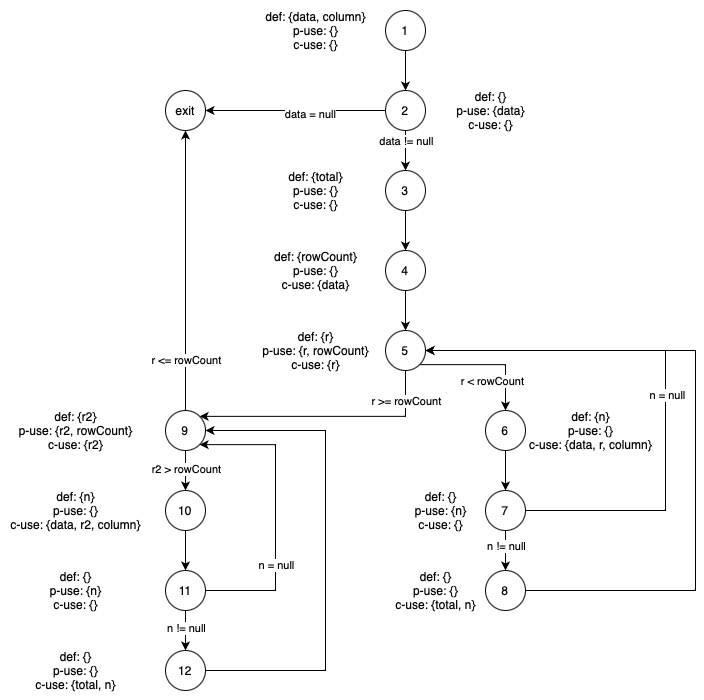 def: {data, column}
p-use: {}
c-use: {}
1
exit
data = null
2
def: {}
p-use: {data}
c-use: {}
data != null
def: {total}
p-use: {}
c-use: {}
3
def: {rowCount}
p-use: {}
c-use: {data}
4
def: {r}
p-use: {r, rowCount}
c-use: {r}
5
r <= rowCount
r < rowCount
n = null
r >= rowCount
def: {r2}
p-use: {r2, rowCount}
c-use: {r2}
9
6
def: {n}
p-use: {}
c-use: {data, r, column}
r2 > rowCount
def: {n}
p-use: {}
c-use: {data, r2, column}
10
def: {}
p-use: {n}
c-use: {}
7
n != null
n = null
def: {}
p-use: {n}
c-use: {}
11
def: {}
p-use: {}
c-use: {total, n}
8
n != null
def: {}
p-use: {}
c-use: {total, n}
12